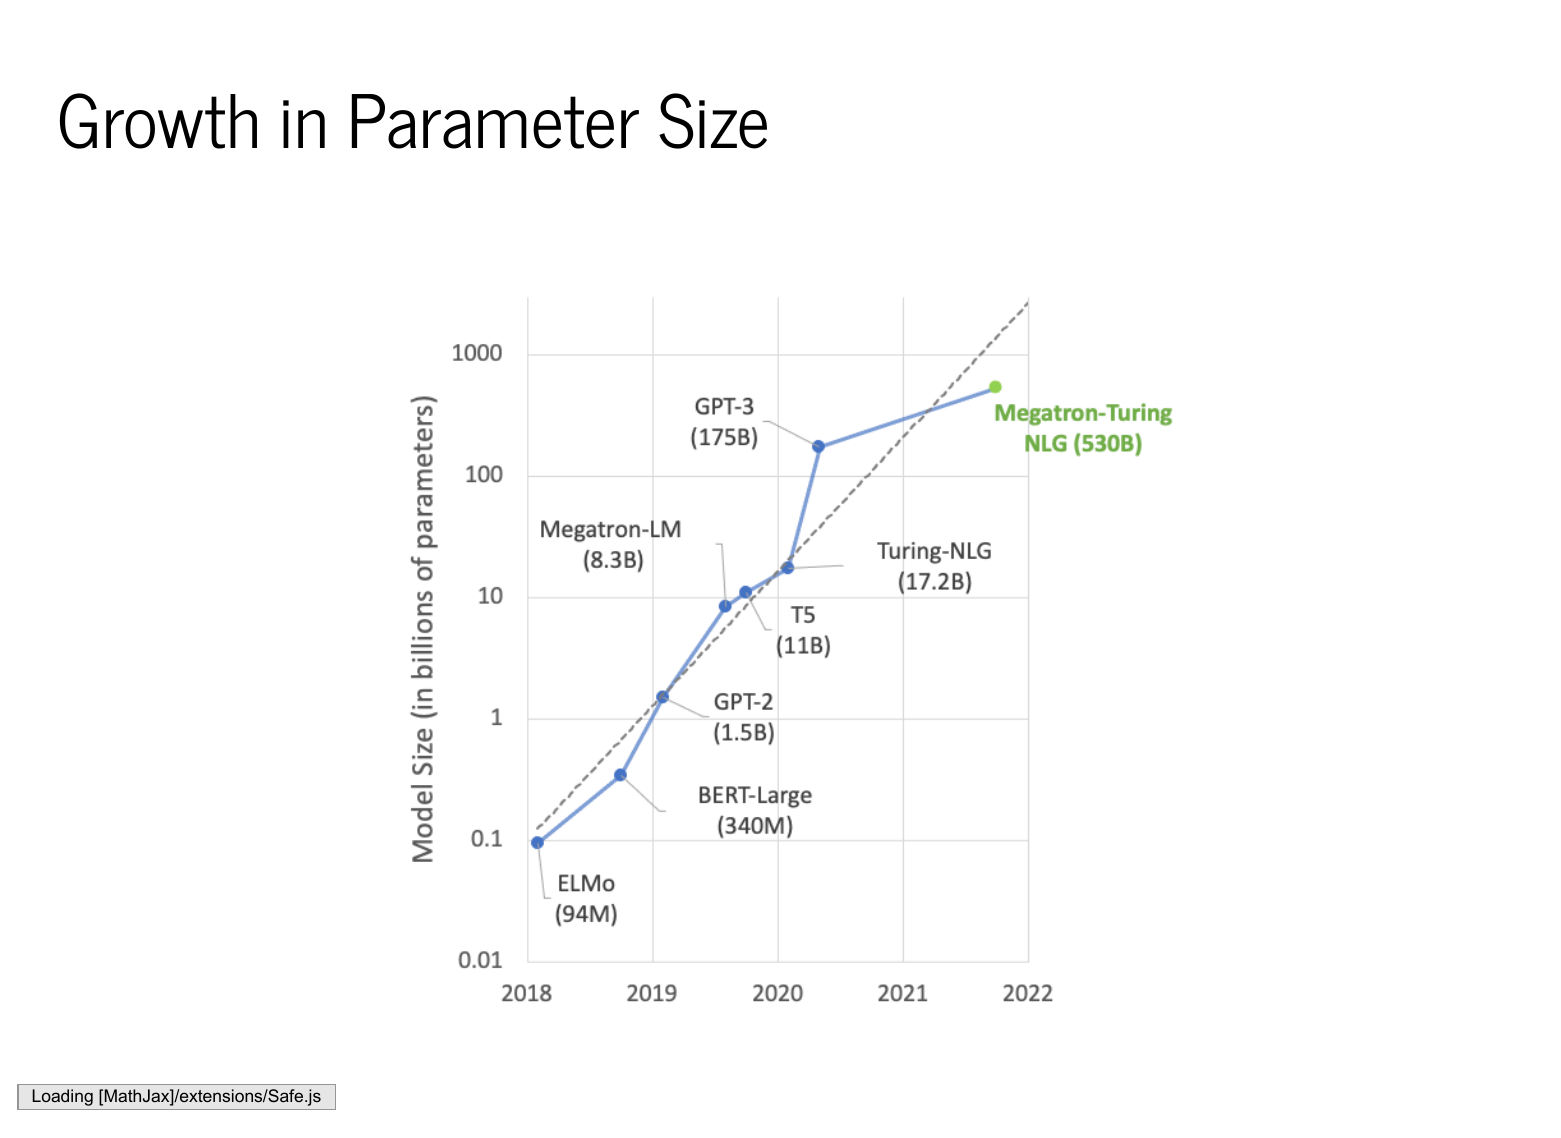 Growth in Parameter Size
Model Size (in billions of parameters)
1000
100
10
1
0.1
0.01
2018
2019
2020
2021
2022
GPT-3
(175B)
Megatron-Turing
NLG (530B)
Megatron-LM
(8.3B)
Turing-NLG
(17.2B)
T5
(11B)
GPT-2
(1.5B)
BERT-Large
(340M)
ELMo
(94M)
Loading [MathJax]/extensions/Safe.js